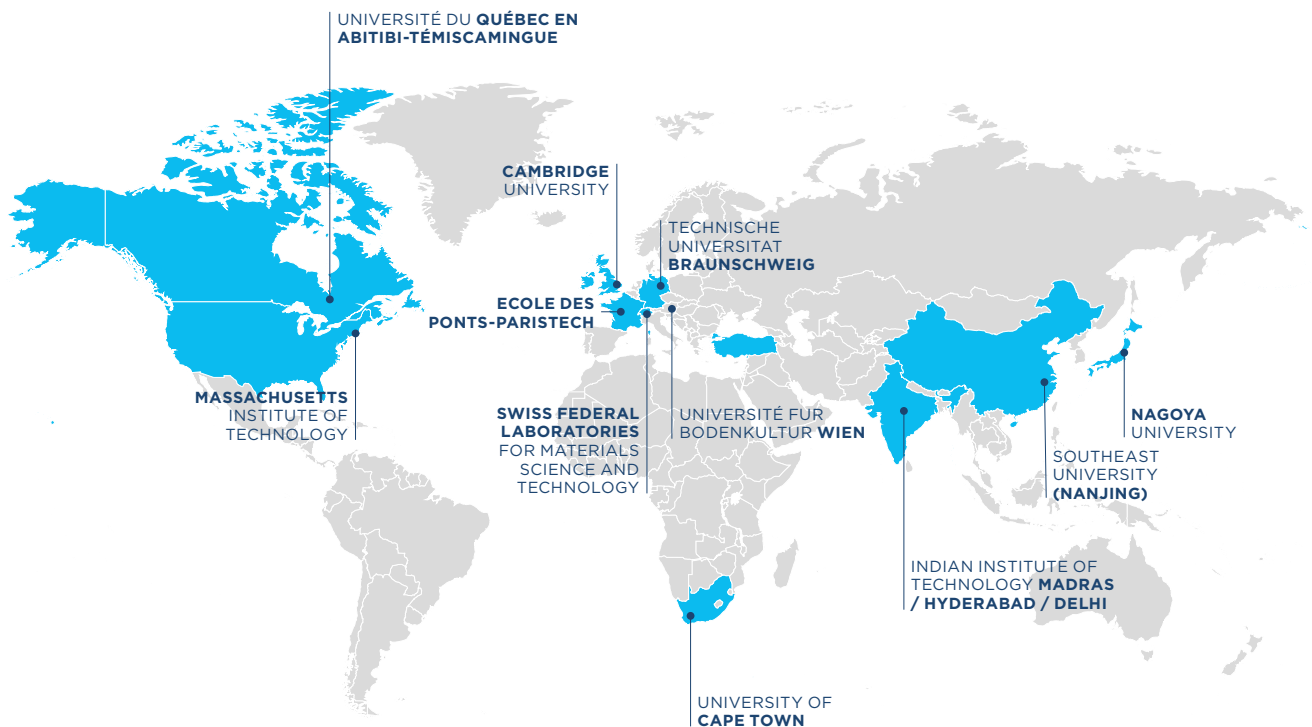 UNIVERSITÉ DU QUÉBEC EN
ABITIBI-TÉMISCAMINGUE
CAMBRIDGE
UNIVERSITY
TECHNISCHE
UNIVERSITAT
BRAUNSCHWEIG
ECOLE DES
PONTS-PARISTECH
MASSACHUSETTS
INSTITUTE OF
TECHNOLOGY
SWISS FEDERAL
LABORATORIES
FOR MATERIALS
SCIENCE AND
TECHNOLOGY
UNIVERSITÉ FUR
BODENKULTUR WIEN
NAGOYA
UNIVERSITY
SOUTHEAST
UNIVERSITY
(NANJING)
INDIAN INSTITUTE OF
TECHNOLOGY MADRAS
/ HYDERABAD / DELHI
UNIVERSITY OF
CAPE TOWN